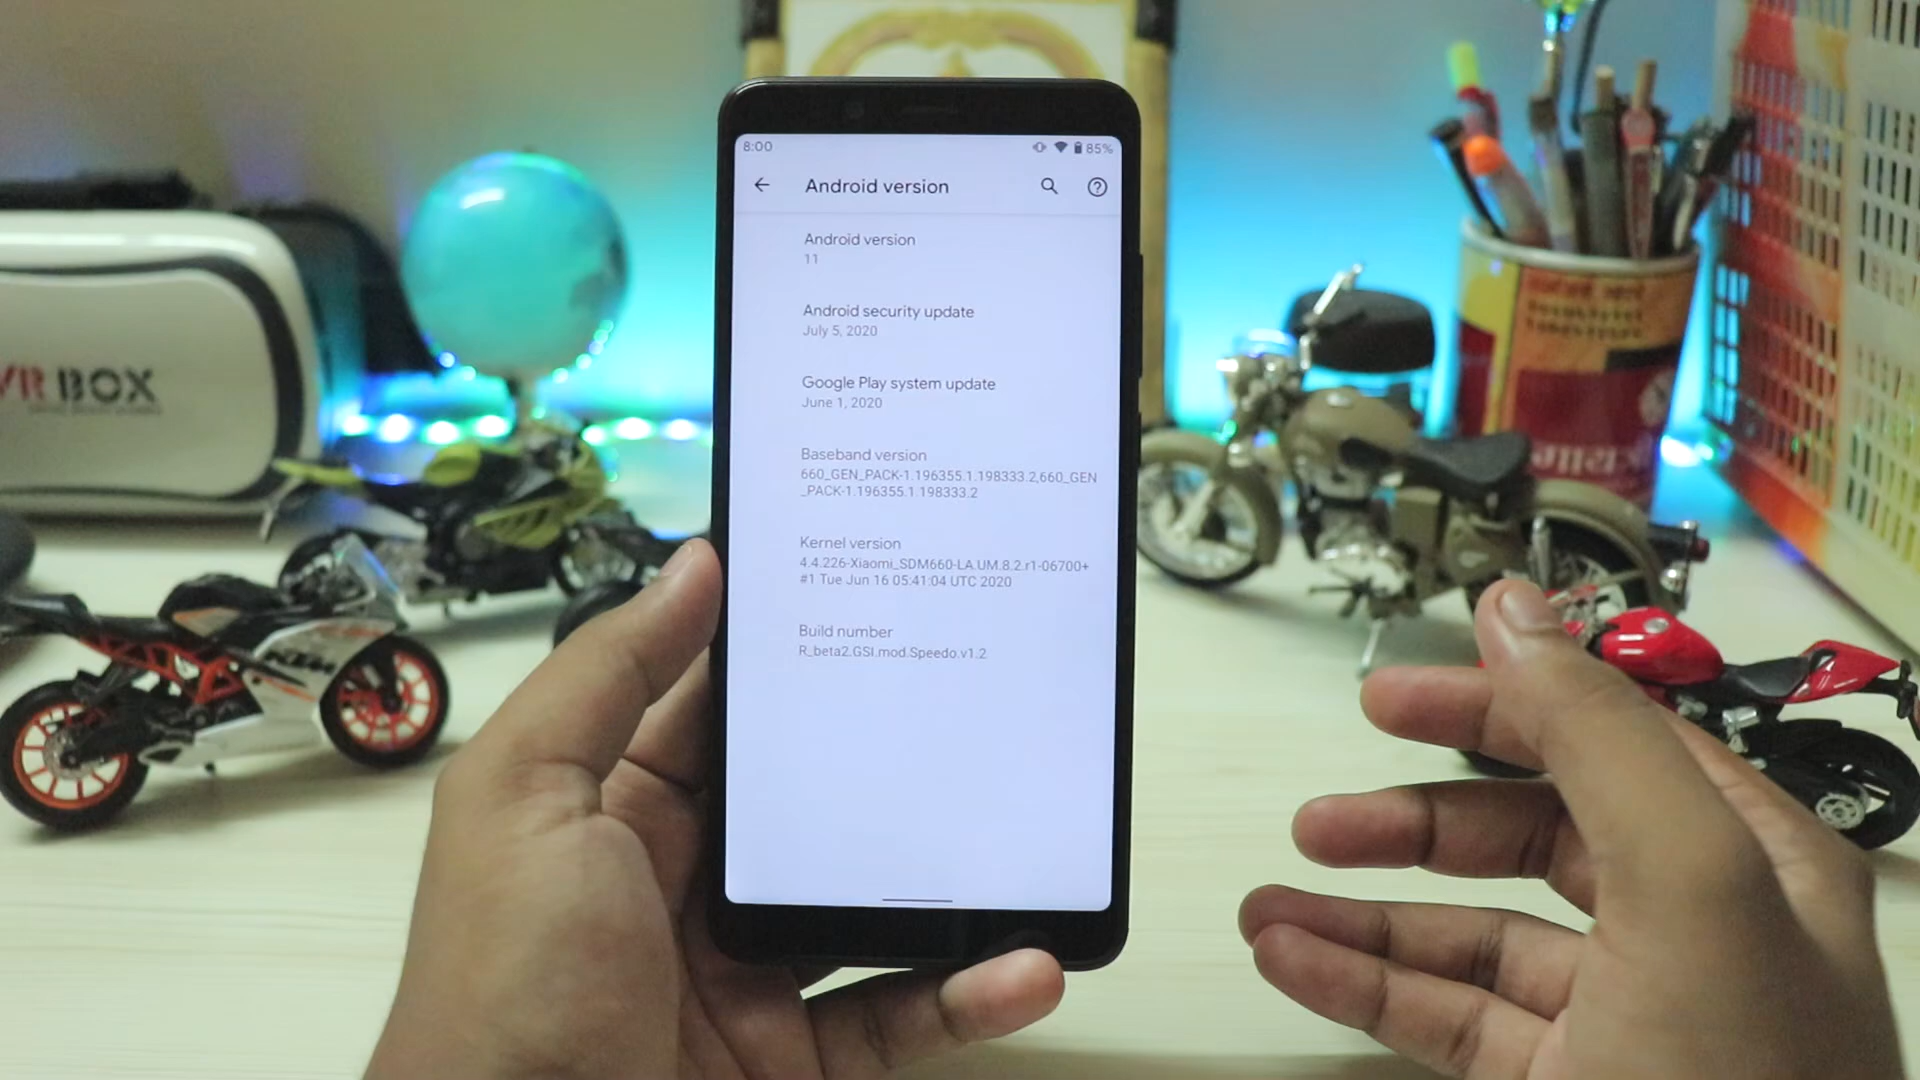 8:00
85%
Android version
Android version
11
Android security update
July 5, 2020
Google Play system update
June 1, 2020
Baseband version
660_GEN_PACK-1.196355.1.198333.2,660_GEN
_PACK-1.196355.1.198333.2
Kernel version
4.4.226-Xiaomi_SDM660-LA.UM.8.2.r1-06700+
#1 Tue Jun 16 05:41:04 UTC 2020
Build number
R_beta2.GSI.mod.Speedo.v1.2
VR BOX
KTM